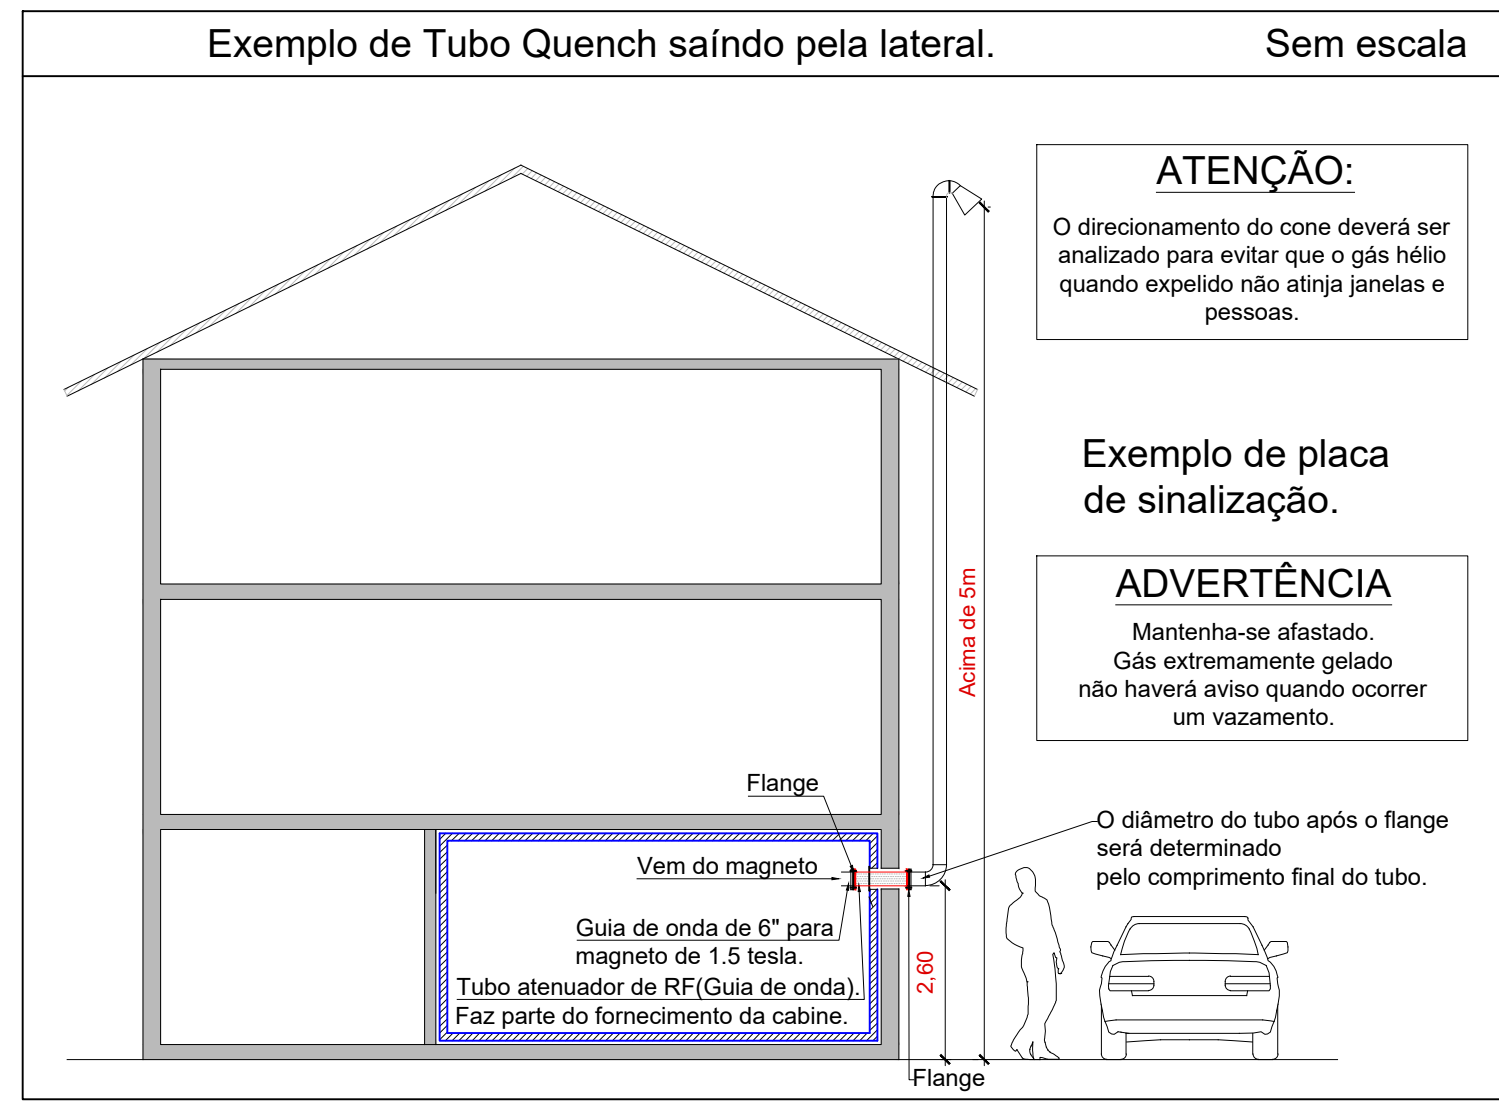 Exemplo de Tubo Quench saíndo pela lateral.
Sem escala
ATENÇÃO:
O direcionamento do cone deverá ser
analizado para evitar que o gás hélio
quando expelido não atinja janelas e
pessoas.
Exemplo de placa
de sinalização.
ADVERTÊNCIA
Mantenha-se afastado.
Gás extremamente gelado
não haverá aviso quando ocorrer
um vazamento.
Acima de 5m
Flange
O diâmetro do tubo após o flange
será determinado
pelo comprimento final do tubo.
Vem do magneto
Guia de onda de 6" para
magneto de 1.5 tesla.
Tubo atenuador de RF(Guia de onda).
Faz parte do fornecimento da cabine.
2,60
Flange